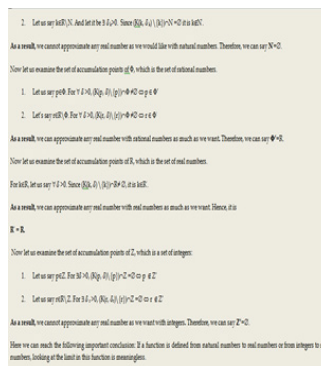 2. Let us say k∈R\N. And let it be ∃ δ₀>0. Since (K(k, δ₀) \ {k})∩N =∅ it is k∉N'.
As a result, we cannot approximate any real number as we would like with natural numbers. Therefore, we can say N'=∅.
Now let us examine the set of accumulation points of Φ, which is the set of rational numbers.
1. Let us say p∈Φ. For ∀ δ >0, (K(p, δ)\ {p})∩Φ ≠∅ ⇔ p ∈ Φ'
2. Let's say r∈R\Φ. For ∀ δ >0, (K(r, δ)\ {r})∩Φ ≠∅ ⇔ r ∈ Φ'
As a result, we can approximate any real number with rational numbers as much as we want. Therefore, we can say Φ'=R.
Now let us examine the set of accumulation points of R, which is the set of real numbers.
For k∈R, let us say ∀ δ >0. Since (K(k, δ) \ {k})∩R≠ ∅, it is k∈R'.
As a result, we can approximate any real number with real numbers as much as we want. Hence, it is
R' = R.
Now let us examine the set of accumulation points of Z, which is a set of integers:
1. Let us say p∈Z. For ∃δ >0, (K(p, δ)\ {p})∩Z =∅ ⇔ p ∉ Z'
2. Let us say r∈R\Z. For ∃ δ₀ >0, (K(r, δ₀)\ {r})∩Z =∅ ⇔ r ∉ Z'
As a result, we cannot approximate any real number as we want with integers. Therefore, we can say Z'=∅.
Here we can reach the following important conclusion: If a function is defined from natural numbers to real numbers or from integers to
numbers, looking at the limit in this function is meaningless.